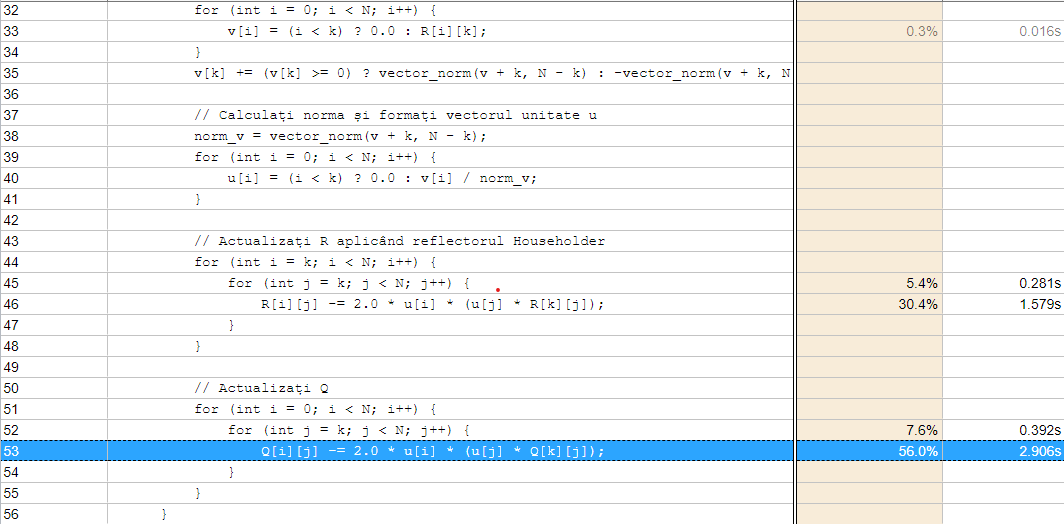 32 for (int i = 0; i < N; i++) {
33 v[i] = (i < k) ? 0.0 : R[i][k]; 0.3% 0.016s
34 }
35 v[k] += (v[k] >= 0) ? vector_norm(v + k, N - k) : -vector_norm(v + k, N
36
37 // Calculați norma și formați vectorul unitate u
38 norm_v = vector_norm(v + k, N - k);
39 for (int i = 0; i < N; i++) {
40 u[i] = (i < k) ? 0.0 : v[i] / norm_v;
41 }
42
43 // Actualizați R aplicând reflectorul Householder
44 for (int i = k; i < N; i++) {
45 for (int j = k; j < N; j++) { 5.4% 0.281s
46 R[i][j] -= 2.0 * u[i] * (u[j] * R[k][j]); 30.4% 1.579s
47 }
48 }
49
50 // Actualizați Q
51 for (int i = 0; i < N; i++) {
52 for (int j = k; j < N; j++) { 7.6% 0.392s
53 Q[i][j] -= 2.0 * u[i] * (u[j] * Q[k][j]); 56.0% 2.906s
54 }
55 }
56 }